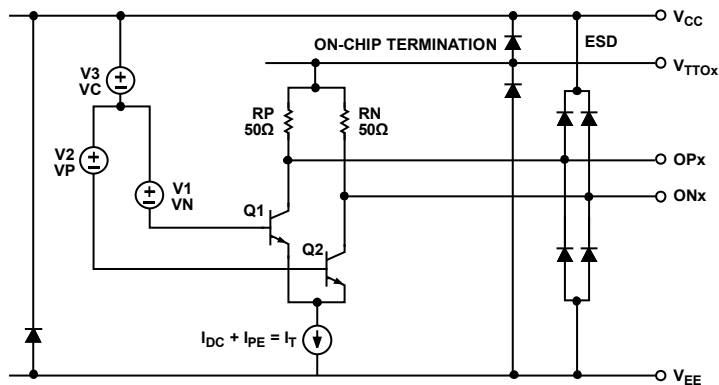 V_CC
ON-CHIP TERMINATION
ESD
V3
VC
V_TTOx
RP
50Ω
RN
50Ω
V2
VP
OPx
V1
VN
ONx
Q1
Q2
I_DC + I_PE = I_T
V_EE